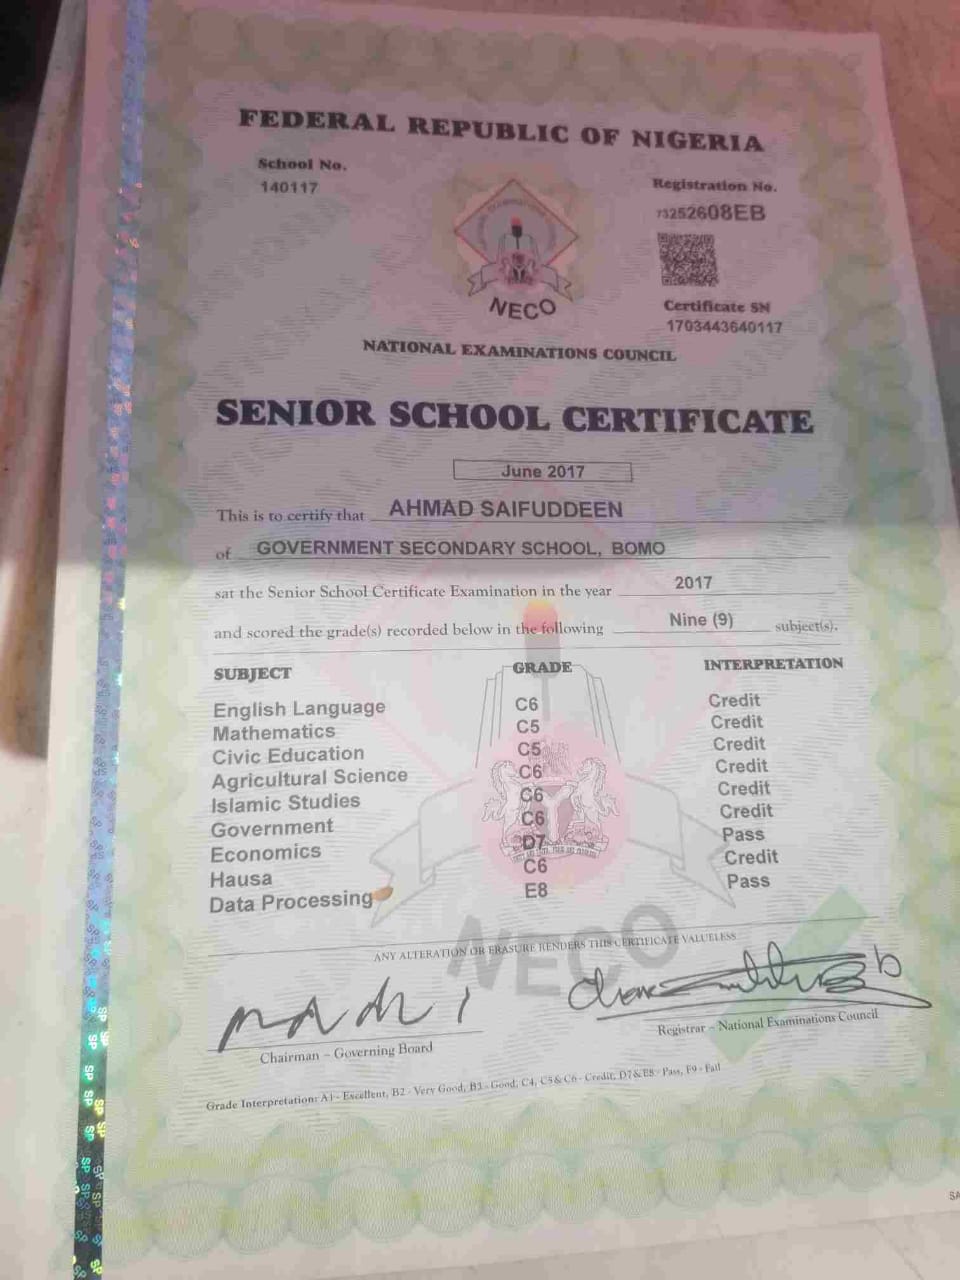 FEDERAL REPUBLIC OF NIGERIA
School No.
140117
Registration No.
73252608EB
NECO
Certificate SN
1703443640117
NATIONAL EXAMINATIONS COUNCIL
SENIOR SCHOOL CERTIFICATE
June 2017
This is to certify that AHMAD SAIFUDDEEN
of GOVERNMENT SECONDARY SCHOOL, BOMO
sat the Senior School Certificate Examination in the year 2017
and scored the grade(s) recorded below in the following Nine (9) subject(s).
SUBJECT GRADE INTERPRETATION
English Language C6 Credit
Mathematics C5 Credit
Civic Education C5 Credit
Agricultural Science C6 Credit
Islamic Studies C6 Credit
Government C6 Credit
Economics D7 Pass
Hausa C6 Credit
Data Processing E8 Pass
NECO
ANY ALTERATION OR ERASURE RENDERS THIS CERTIFICATE VALUELESS
Chairman – Governing Board
Registrar – National Examinations Council
Grade Interpretation: A1 - Excellent, B2 - Very Good, B3 - Good, C4, C5 & C6 - Credit, D7 & E8 - Pass, F9 - Fail